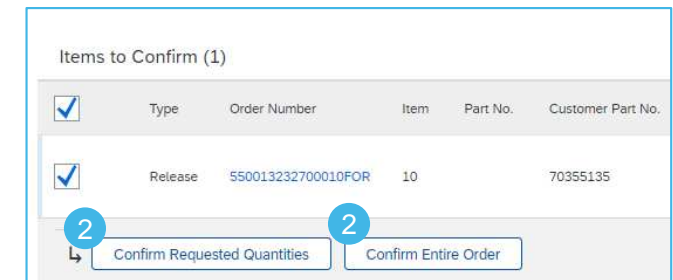 Items to Confirm (1)
Type Order Number Item Part No. Customer Part No.
Release 550013232700010FOR 10 70355135
2 2
Confirm Requested Quantities Confirm Entire Order